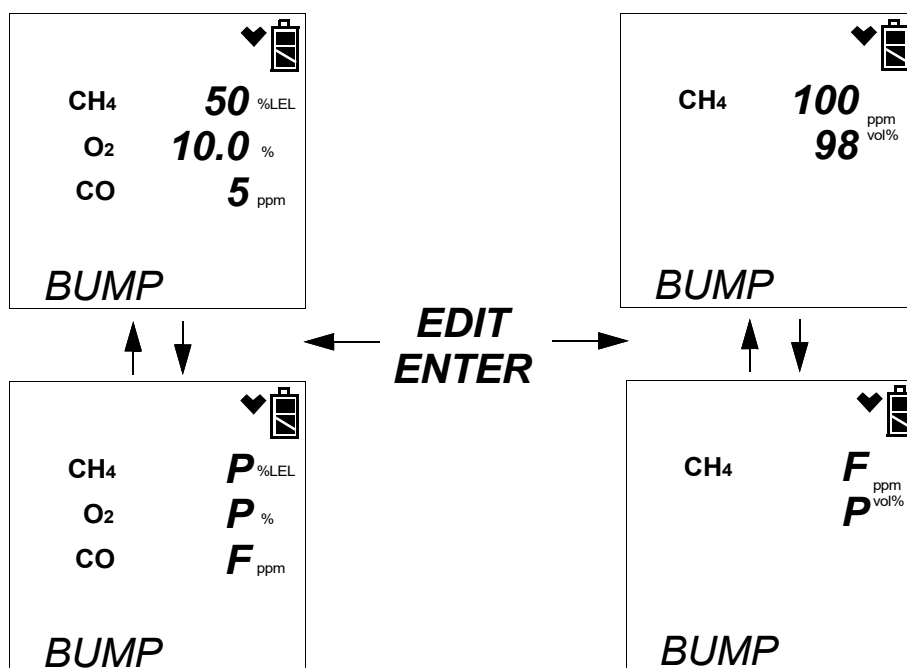 CH4 50 %LEL
O2 10.0 %
CO 5 ppm
BUMP
CH4 100 ppm
98 vol%
BUMP
EDIT
ENTER
CH4 P %LEL
O2 P %
CO F ppm
BUMP
CH4 F ppm
P vol%
BUMP